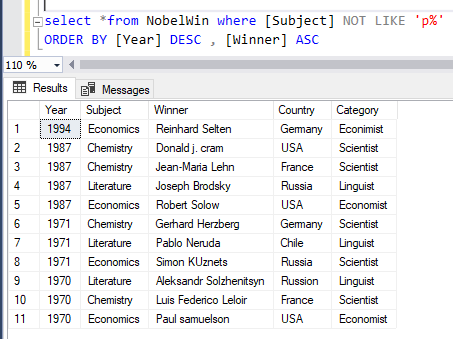 select *from NobelWin where [Subject] NOT LIKE 'p%'
ORDER BY [Year] DESC , [Winner] ASC
110 %
Results Messages
Year Subject Winner Country Category
1 1994 Economics Reinhard Selten Germany Econimist
2 1987 Chemistry Donald j. cram USA Scientist
3 1987 Chemistry Jean-Maria Lehn France Scientist
4 1987 Literature Joseph Brodsky Russia Linguist
5 1987 Economics Robert Solow USA Economist
6 1971 Chemistry Gerhard Herzberg Germany Scientist
7 1971 Literature Pablo Neruda Chile Linguist
8 1971 Economics Simon KUznets Russia Scientist
9 1970 Literature Aleksandr Solzhenitsyn Russion Linguist
10 1970 Chemistry Luis Federico Leloir France Scientist
11 1970 Economics Paul samuelson USA Economist